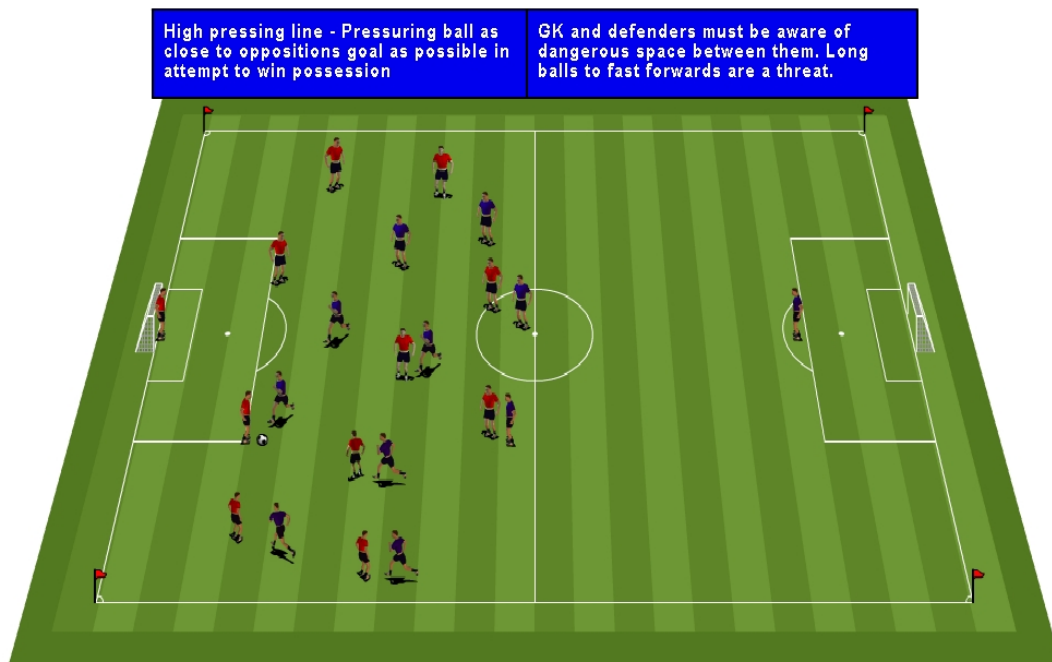 High pressing line - Pressuring ball as
close to oppositions goal as possible in
attempt to win possession
GK and defenders must be aware of
dangerous space between them. Long
balls to fast forwards are a threat.